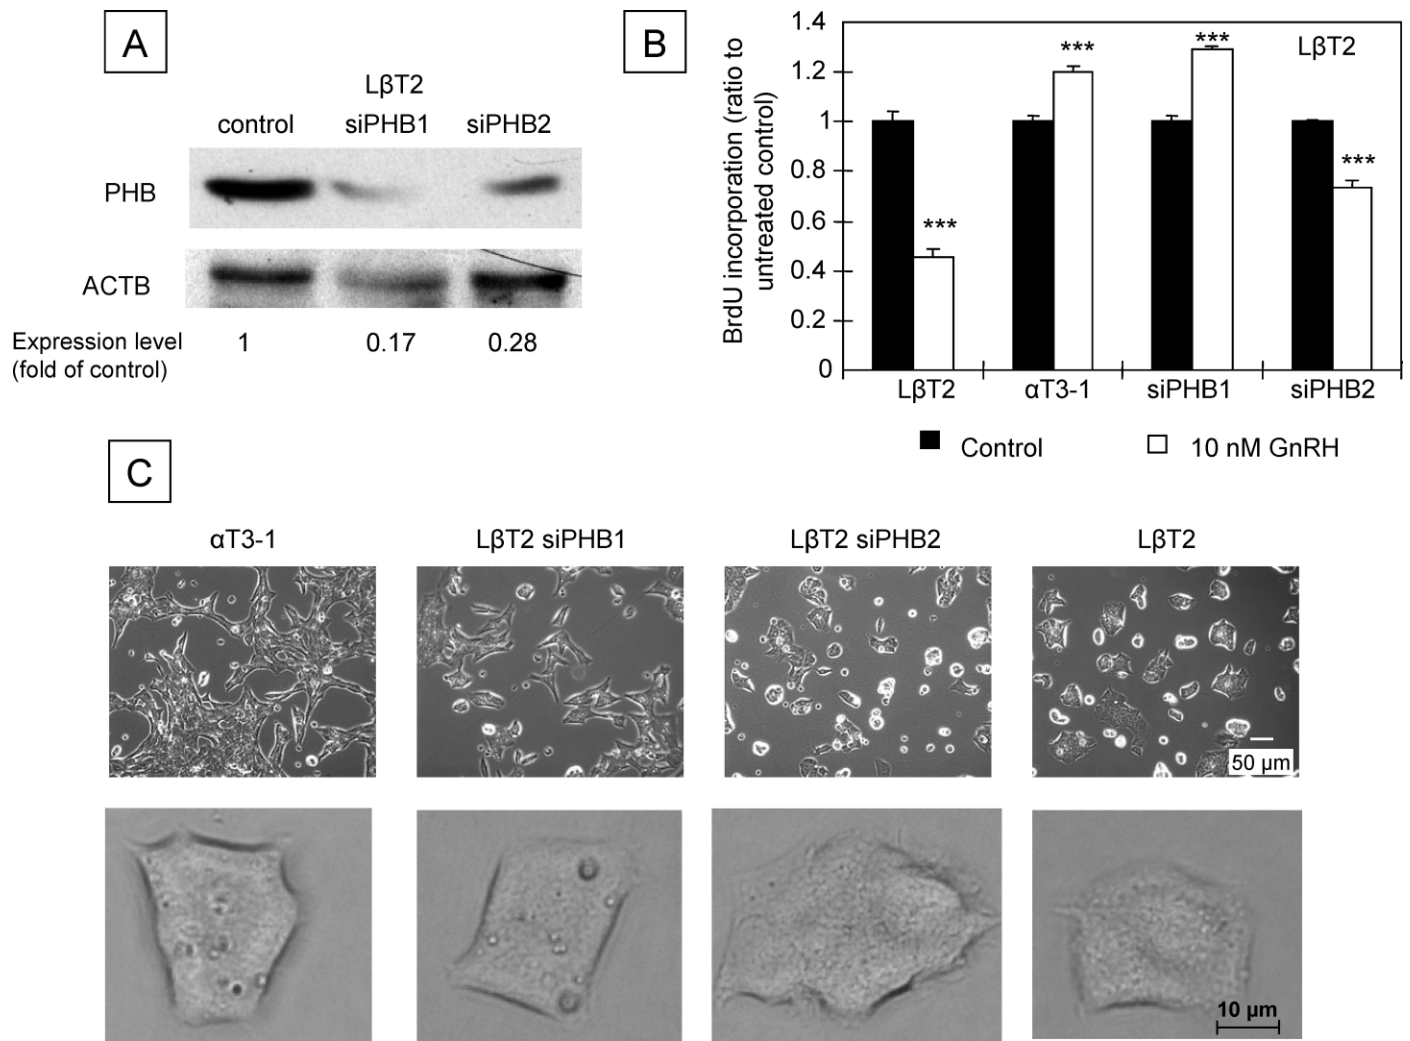 A
LβT2
control siPHB1 siPHB2
PHB
ACTB
Expression level 1 0.17 0.28
(fold of control)
B
BrdU incorporation (ratio to
untreated control)
1.4
1.2
1
0.8
0.6
0.4
0.2
0
LβT2
***
***
***
***
LβT2 αT3-1 siPHB1 siPHB2
Control 10 nM GnRH
C
αT3-1 LβT2 siPHB1 LβT2 siPHB2 LβT2
50 µm
10 µm